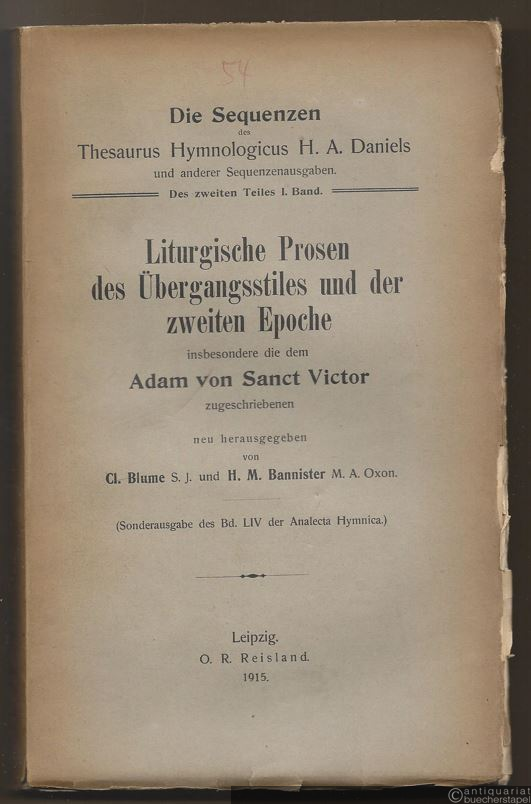 54
Die Sequenzen
des
Thesaurus Hymnologicus H. A. Daniels
und anderer Sequenzenausgaben.
Des zweiten Teiles I. Band.
Liturgische Prosen
des Übergangsstiles und der
zweiten Epoche
insbesondere die dem
Adam von Sanct Victor
zugeschriebenen
neu herausgegeben
von
Cl. Blume S. J. und H. M. Bannister M. A. Oxon.
(Sonderausgabe des Bd. LIV der Analecta Hymnica.)
Leipzig.
O. R. Reisland.
1915.
© antiquariat
buecherstapel